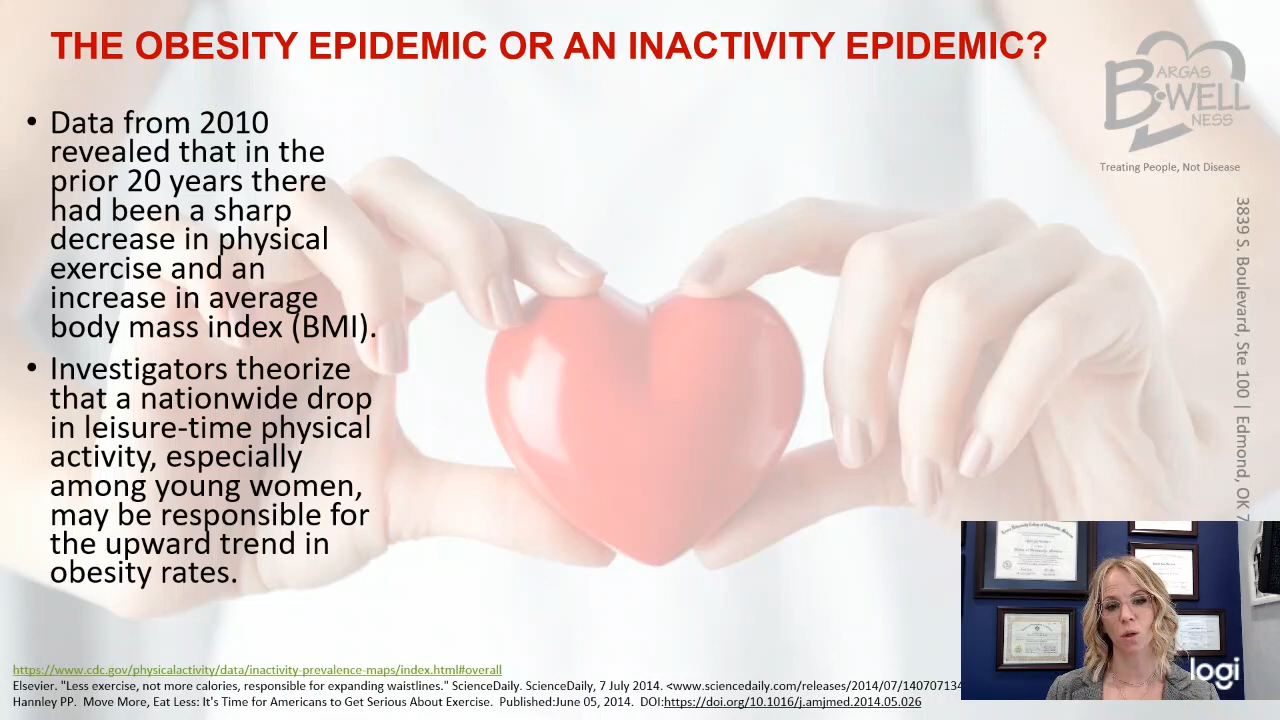 THE OBESITY EPIDEMIC OR AN INACTIVITY EPIDEMIC?
BARGAS
WELL
NESS
Treating People, Not Disease
• Data from 2010
revealed that in the
prior 20 years there
had been a sharp
decrease in physical
exercise and an
increase in average
body mass index (BMI).
• Investigators theorize
that a nationwide drop
in leisure-time physical
activity, especially
among young women,
may be responsible for
the upward trend in
obesity rates.
3839 S. Boulevard, Ste 100 | Edmond, OK 7
logi
https://www.cdc.gov/physicalactivity/data/inactivity-prevalence-maps/index.html#overall
Elsevier. "Less exercise, not more calories, responsible for expanding waistlines." ScienceDaily. ScienceDaily, 7 July 2014. <www.sciencedaily.com/releases/2014/07/140707134
Hannley PP. Move More, Eat Less: It's Time for Americans to Get Serious About Exercise. Published:June 05, 2014. DOI:https://doi.org/10.1016/j.amjmed.2014.05.026